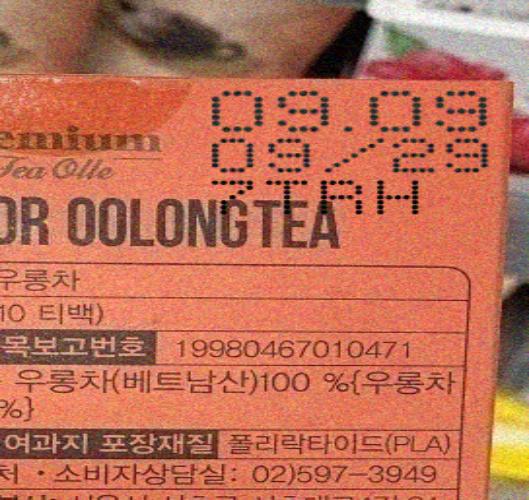 09.09
09/29
7TRH
emium
Tea Olle
OR OOLONGTEA
우롱차
10 티백)
목보고번호 19980467010471
우롱차(베트남산)100 %{우롱차
%}
여과지 포장재질 폴리락타이드(PLA)
처 • 소비자상담실: 02)597-3949